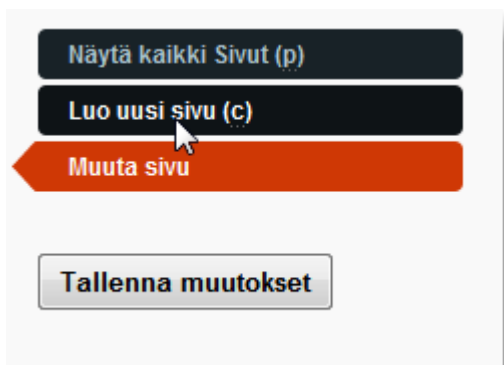 Näytä kaikki Sivut (p)
Luo uusi sivu (c)
Muuta sivu
Tallenna muutokset